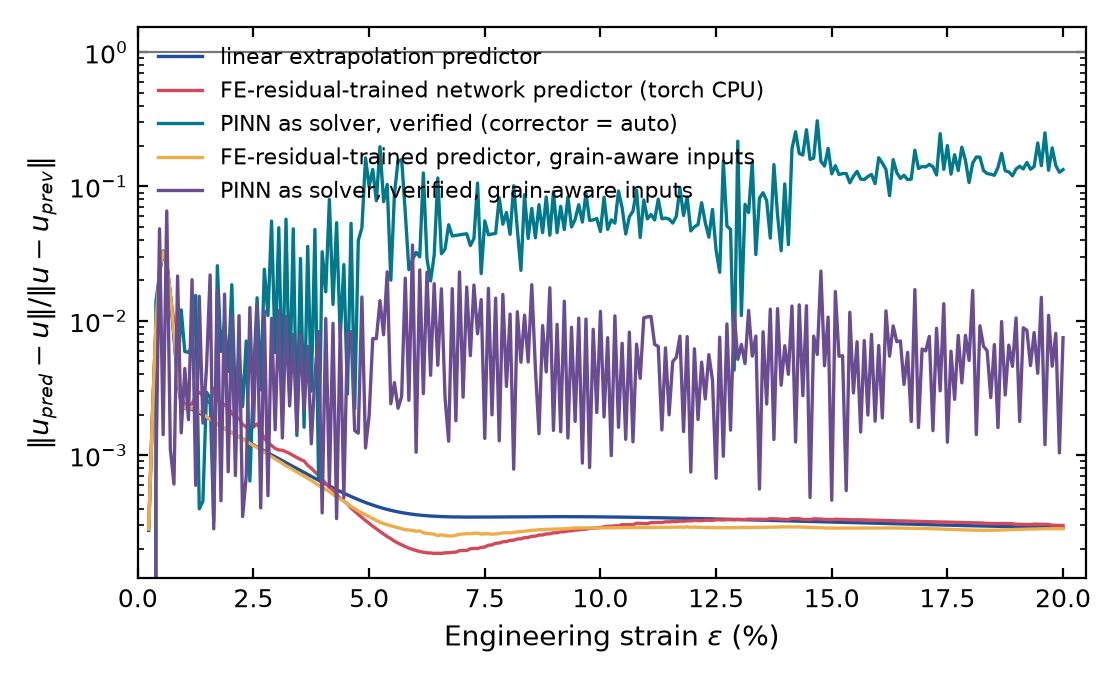 10⁰
10⁻¹
10⁻²
10⁻³
‖u_pred − u‖/‖u − u_prev‖
linear extrapolation predictor
FE-residual-trained network predictor (torch CPU)
PINN as solver, verified (corrector = auto)
FE-residual-trained predictor, grain-aware inputs
PINN as solver, verified, grain-aware inputs
0.0 2.5 5.0 7.5 10.0 12.5 15.0 17.5 20.0
Engineering strain ε (%)